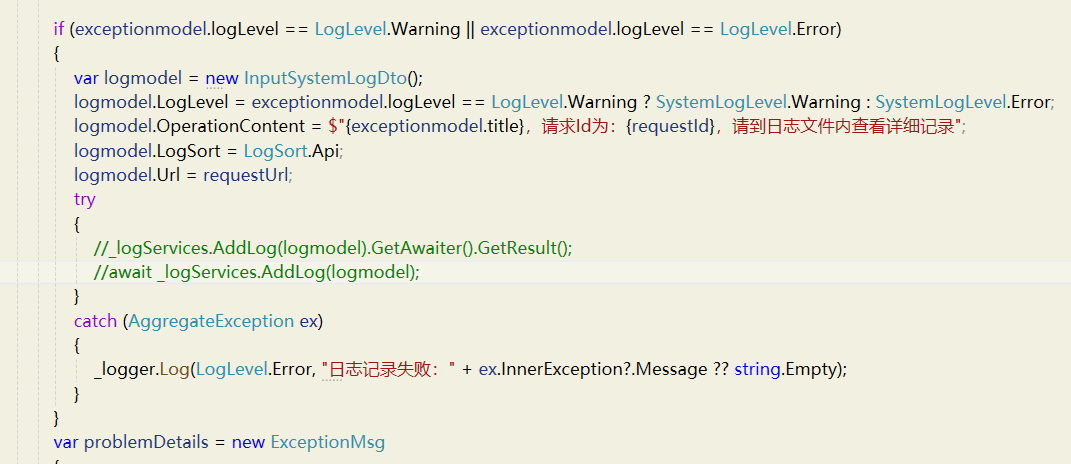 if (exceptionmodel.logLevel == LogLevel.Warning || exceptionmodel.logLevel == LogLevel.Error)
{
var logmodel = new InputSystemLogDto();
logmodel.LogLevel = exceptionmodel.logLevel == LogLevel.Warning ? SystemLogLevel.Warning : SystemLogLevel.Error;
logmodel.OperationContent = $"{exceptionmodel.title}，请求Id为：{requestId}，请到日志文件内查看详细记录";
logmodel.LogSort = LogSort.Api;
logmodel.Url = requestUrl;
try
{
//_logServices.AddLog(logmodel).GetAwaiter().GetResult();
//await _logServices.AddLog(logmodel);
}
catch (AggregateException ex)
{
_logger.Log(LogLevel.Error, "日志记录失败：" + ex.InnerException?.Message ?? string.Empty);
}
}
var problemDetails = new ExceptionMsg
{